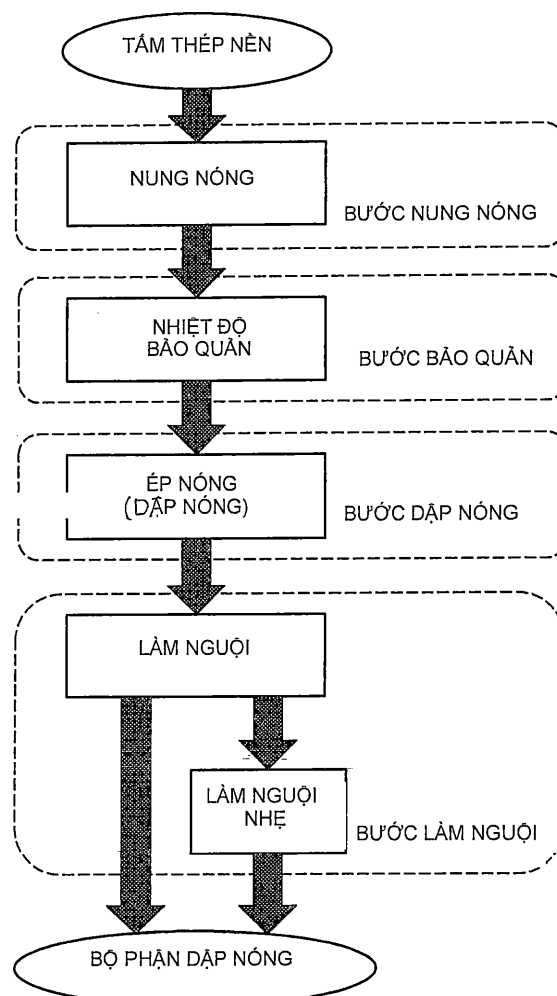 TẤM THÉP NỀN
NUNG NÓNG
BƯỚC NUNG NÓNG
NHIỆT ĐỘ
BẢO QUẢN
BƯỚC BẢO QUẢN
ÉP NÓNG
(DẬP NÓNG)
BƯỚC DẬP NÓNG
LÀM NGUỘI
LÀM NGUỘI
NHẸ
BƯỚC LÀM NGUỘI
BỘ PHẬN DẬP NÓNG